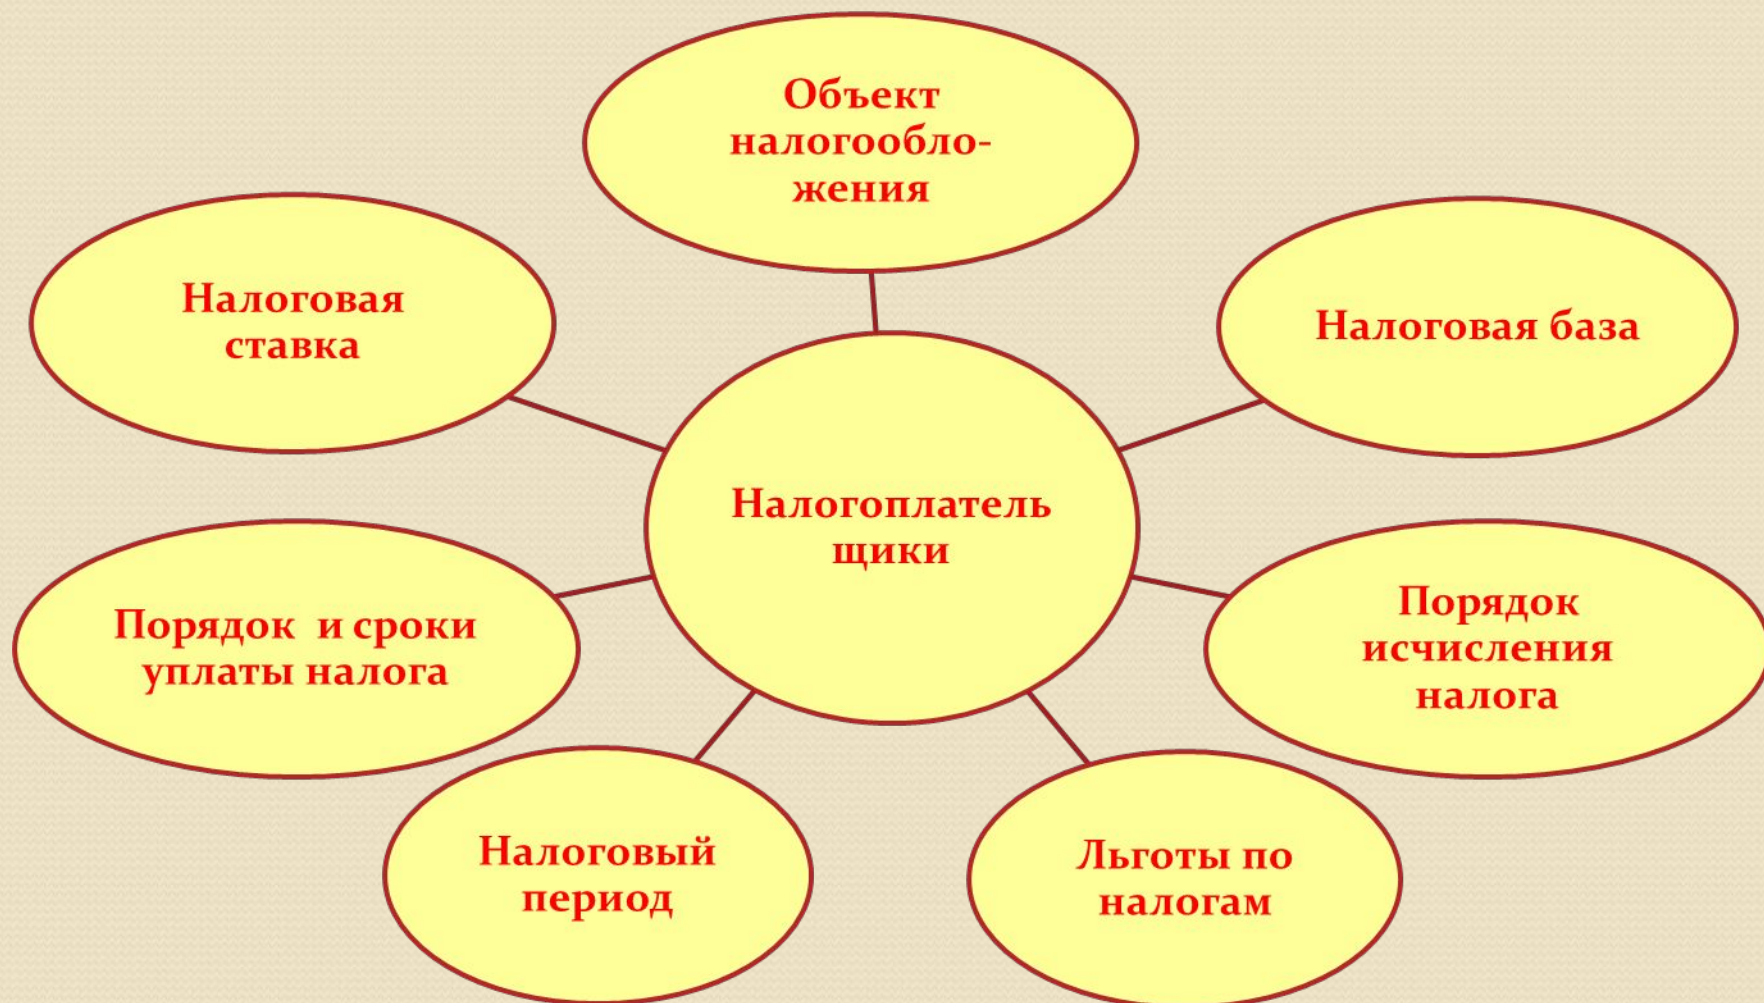 Объект
налогообло-
жения
Налоговая
ставка
Налоговая база
Налогоплатель
щики
Порядок и сроки
уплаты налога
Порядок
исчисления
налога
Налоговый
период
Льготы по
налогам